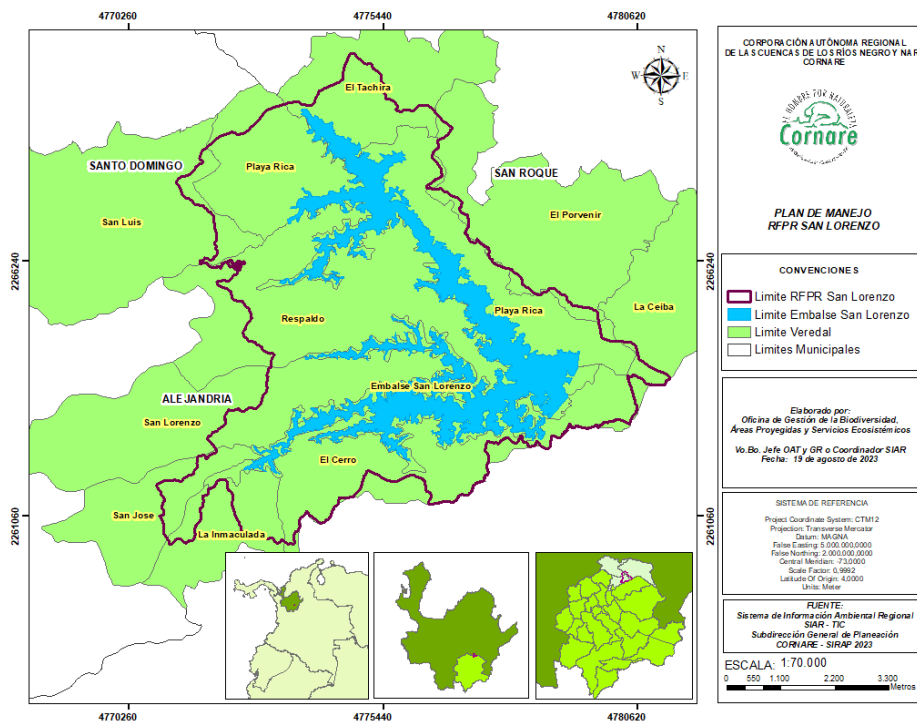 4770260 4775440 4780620
2266240
2261060
2266240
2261060
4770260 4775440 4780620
N
W E
S
El Tachira
SANTO DOMINGO
Playa Rica
SAN ROQUE
San Luis
El Porvenir
La Ceiba
Respaldo
Playa Rica
Embalse San Lorenzo
ALEJANDRIA
San Lorenzo
El Cerro
San Jose
La Inmaculada
CORPORACIÓN AUTÓNOMA REGIONAL
DE LAS CUENCAS DE LOS RÍOS NEGRO Y NAR
CORNARE
Cornare
PLAN DE MANEJO
RFPR SAN LORENZO
CONVENCIONES
Limite RFPR San Lorenzo
Limite Embalse San Lorenzo
Limite Veredal
Limites Municipales
Elaborado por:
Oficina de Gestión de la Biodiversidad,
Áreas Proyegidas y Servicios Ecosistémicos
Vo.Bo. Jefe OAT y GR o Coordinador SIAR
Fecha: 19 de agosto de 2023
SISTEMA DE REFERENCIA
Project Coordinate System: CTM12
Projection: Transverse Mercator
Datum: MAGNA
False Easting: 5.000.000,0000
False Northing: 2.000.000,0000
Central Meridian: -73,0000
Scale Factor: 0,9992
Latitude Of Origin: 4,0000
Units: Meter
FUENTE:
Sistema de Información Ambiental Regional
SIAR - TIC
Subdirección General de Planeación
CORNARE - SIRAP 2023
ESCALA: 1:70.000
0 550 1.100 2.200 3.300
Metros